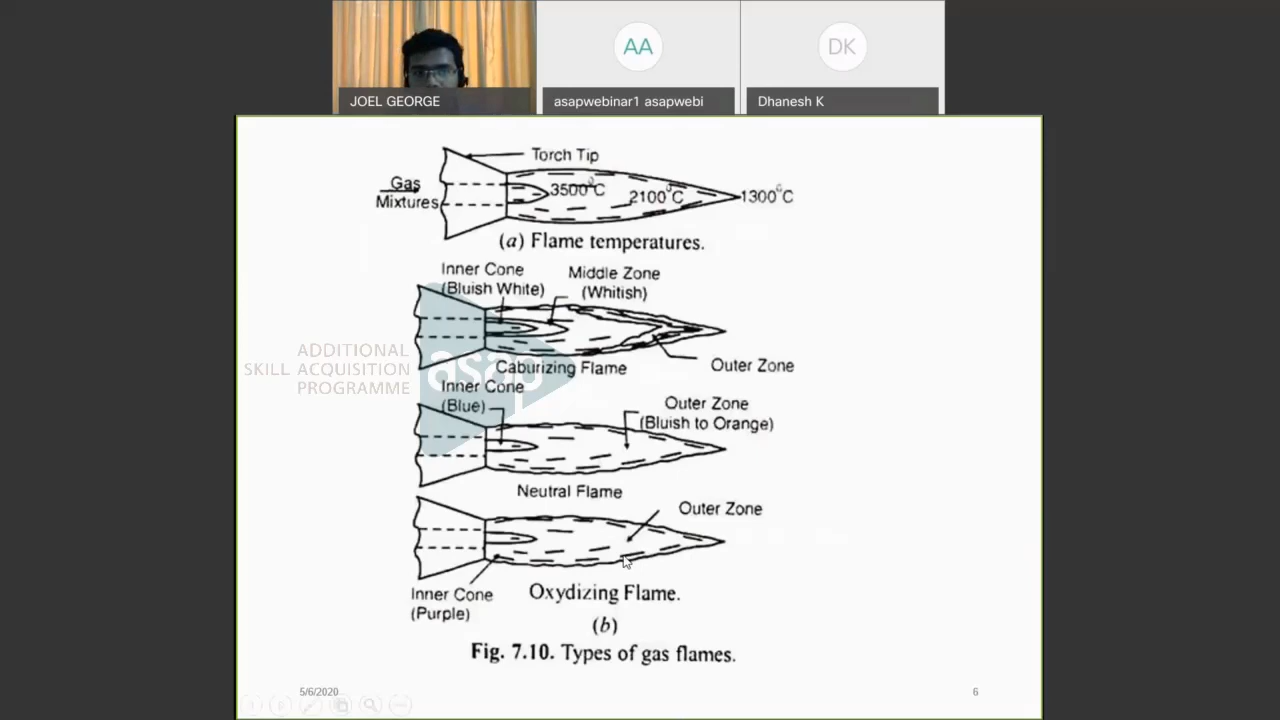 AA
DK
JOEL GEORGE
asapwebinar1 asapwebi
Dhanesh K
Torch Tip
Gas
Mixtures
3500°C
2100°C
1300°C
(a) Flame temperatures.
Inner Cone
(Bluish White)
Middle Zone
(Whitish)
ADDITIONAL
SKILL ACQUISITION
PROGRAMME
asap
Outer Zone
Caburizing Flame
Inner Cone
(Blue)
Outer Zone
(Bluish to Orange)
Neutral Flame
Outer Zone
Inner Cone
(Purple)
Oxydizing Flame.
(b)
Fig. 7.10. Types of gas flames.
5/6/2020
6